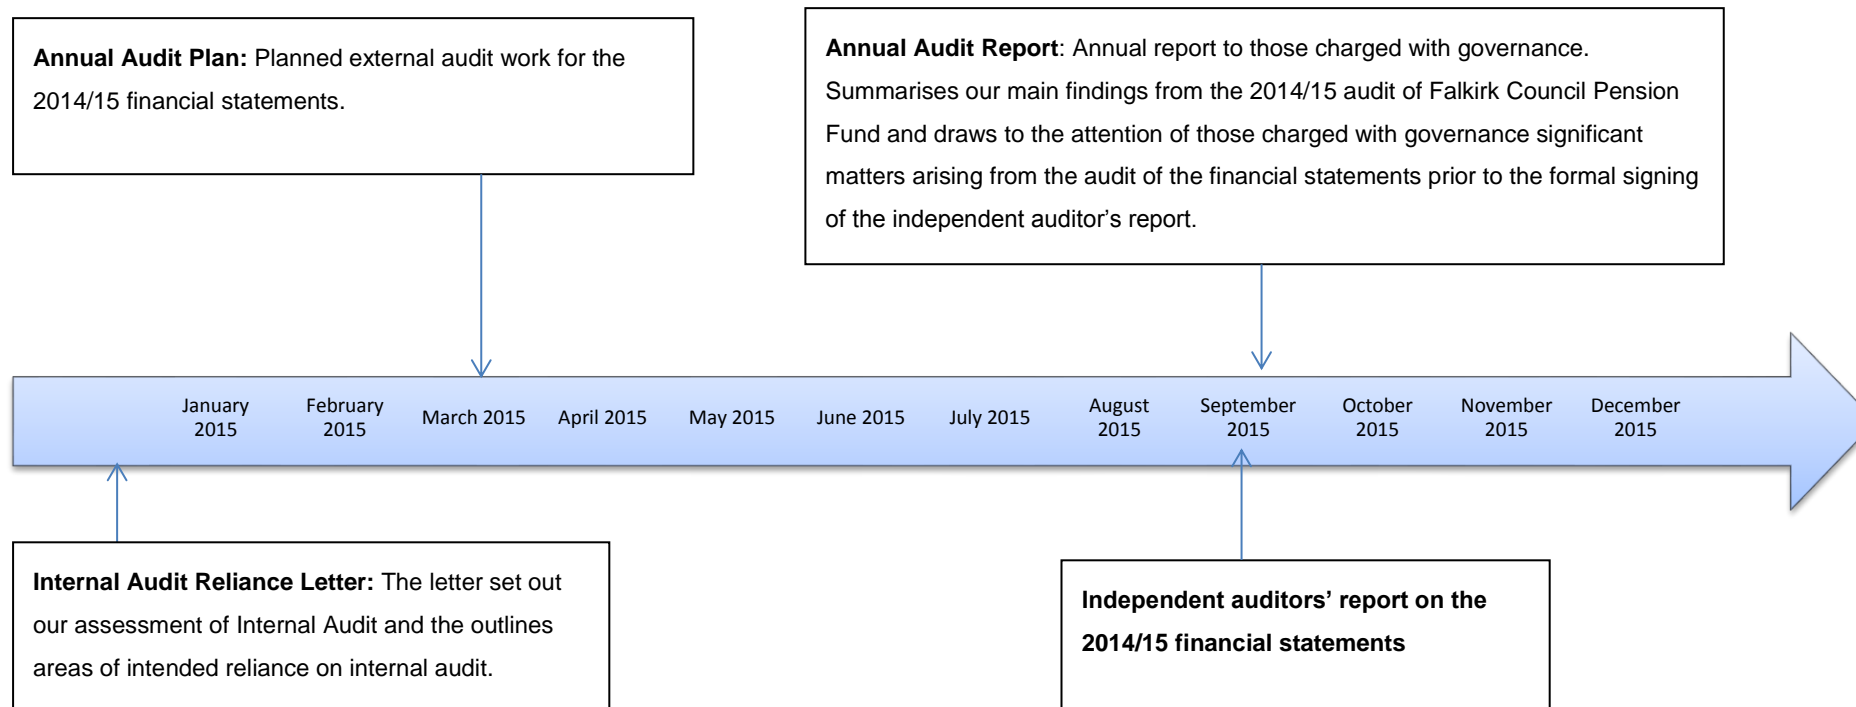 Annual Audit Plan: Planned external audit work for the
2014/15 financial statements.
Annual Audit Report: Annual report to those charged with governance.
Summarises our main findings from the 2014/15 audit of Falkirk Council Pension
Fund and draws to the attention of those charged with governance significant
matters arising from the audit of the financial statements prior to the formal signing
of the independent auditor’s report.
January
2015
February
2015
March 2015
April 2015
May 2015
June 2015
July 2015
August
2015
September
2015
October
2015
November
2015
December
2015
Internal Audit Reliance Letter: The letter set out
our assessment of Internal Audit and the outlines
areas of intended reliance on internal audit.
Independent auditors’ report on the
2014/15 financial statements